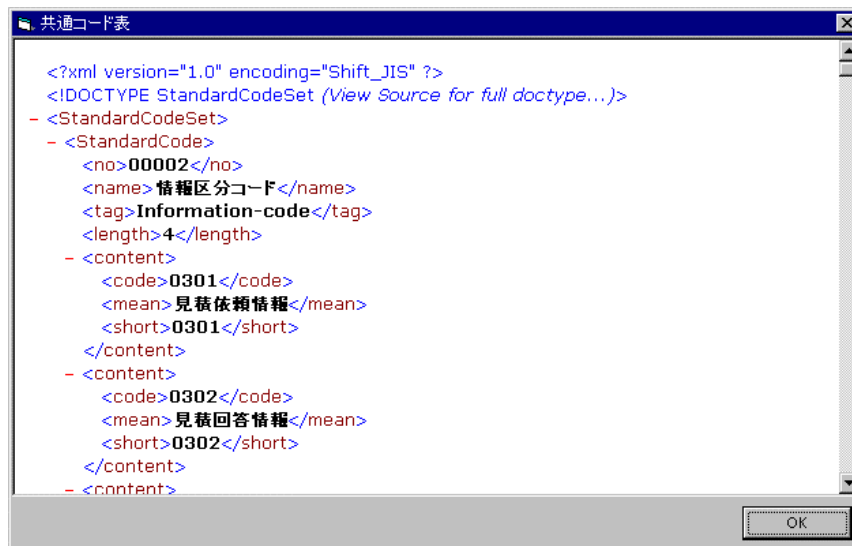 共通コード表
<?xml version="1.0" encoding="Shift_JIS" ?>
<!DOCTYPE StandardCodeSet (View Source for full doctype...)>
- <StandardCodeSet>
- <StandardCode>
<no>00002</no>
<name>情報区分コード</name>
<tag>Information-code</tag>
<length>4</length>
- <content>
<code>0301</code>
<mean>見積依頼情報</mean>
<short>0301</short>
</content>
- <content>
<code>0302</code>
<mean>見積回答情報</mean>
<short>0302</short>
</content>
- <content>
OK